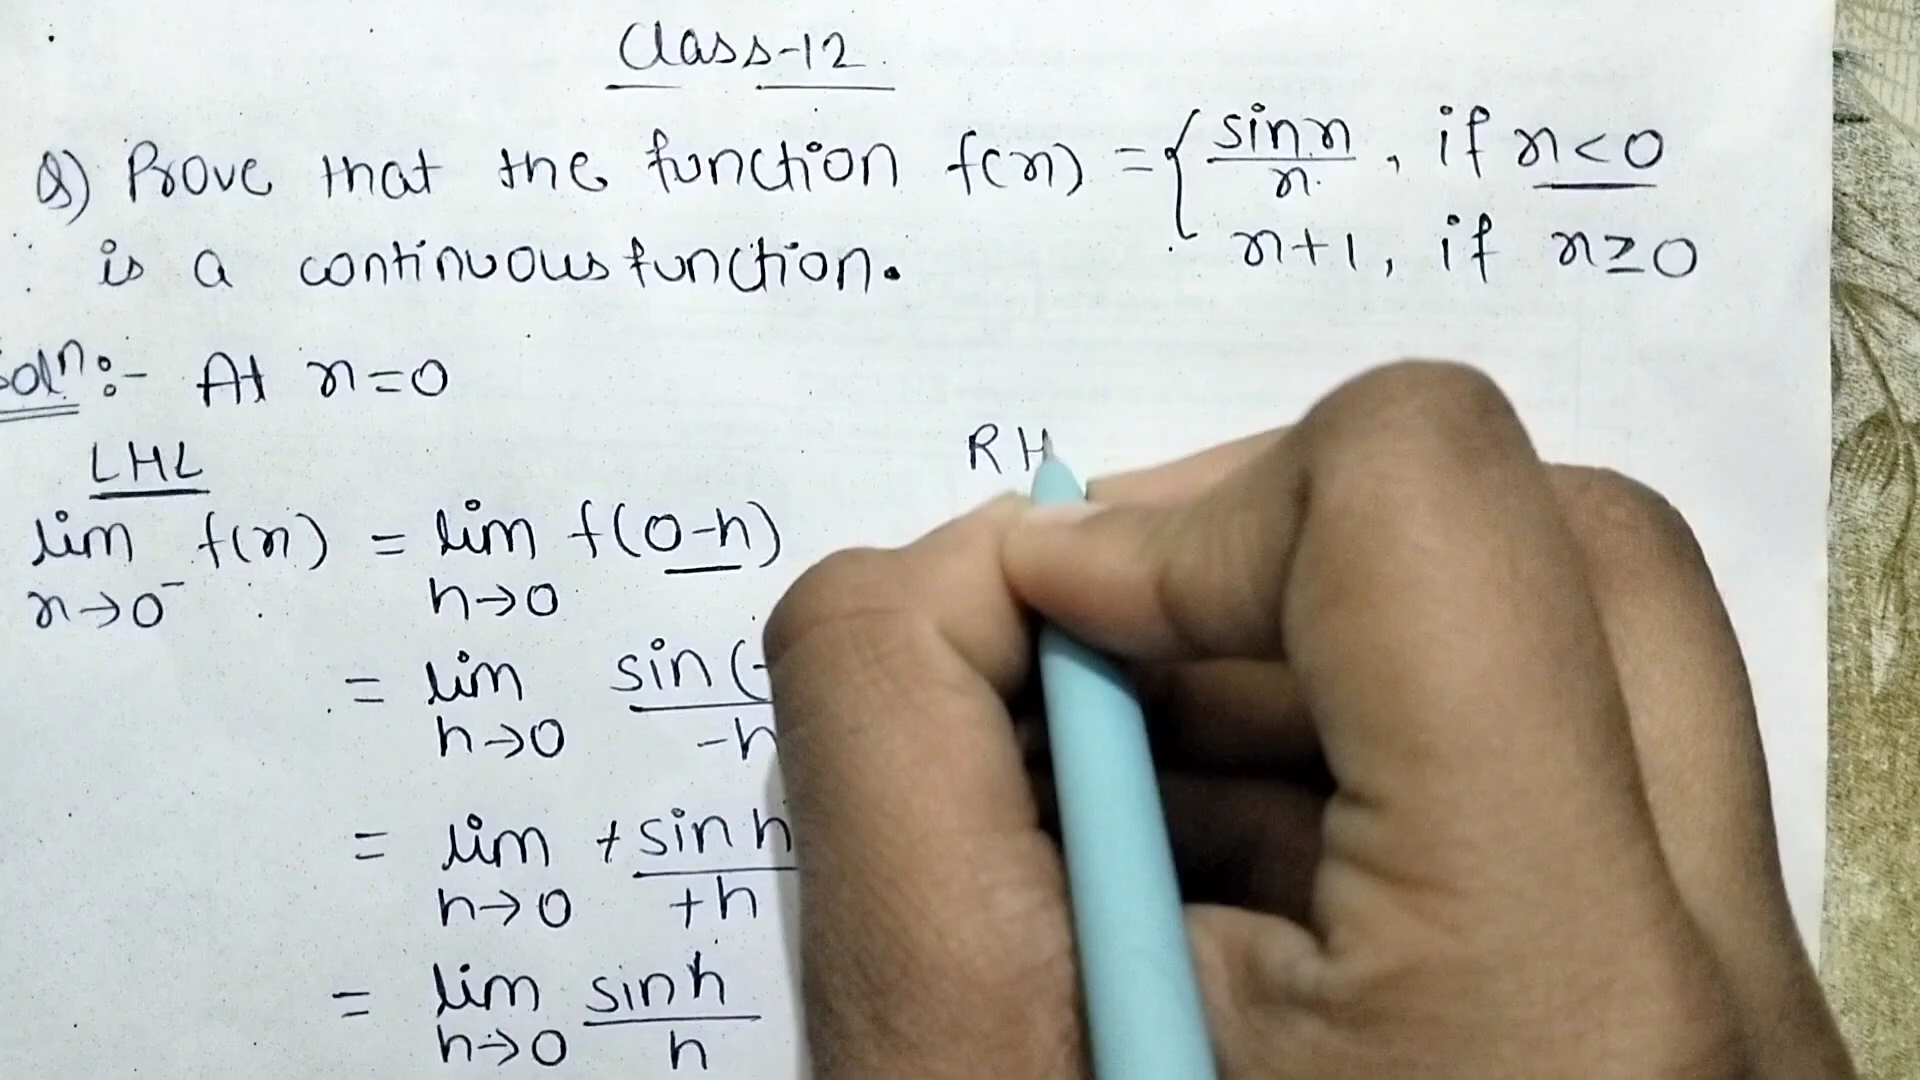 Class-12
Q) Prove that the function f(x) = { sin x / x , if x < 0
x+1, if x ≥ 0
is a continuous function.
Soln:- At x=0
LHL
lim f(x) = lim f(0-h)
x→0⁻ h→0
= lim sin(-
h→0 -h
= lim +sin h
h→0 +h
= lim sin h
h→0 h
RH